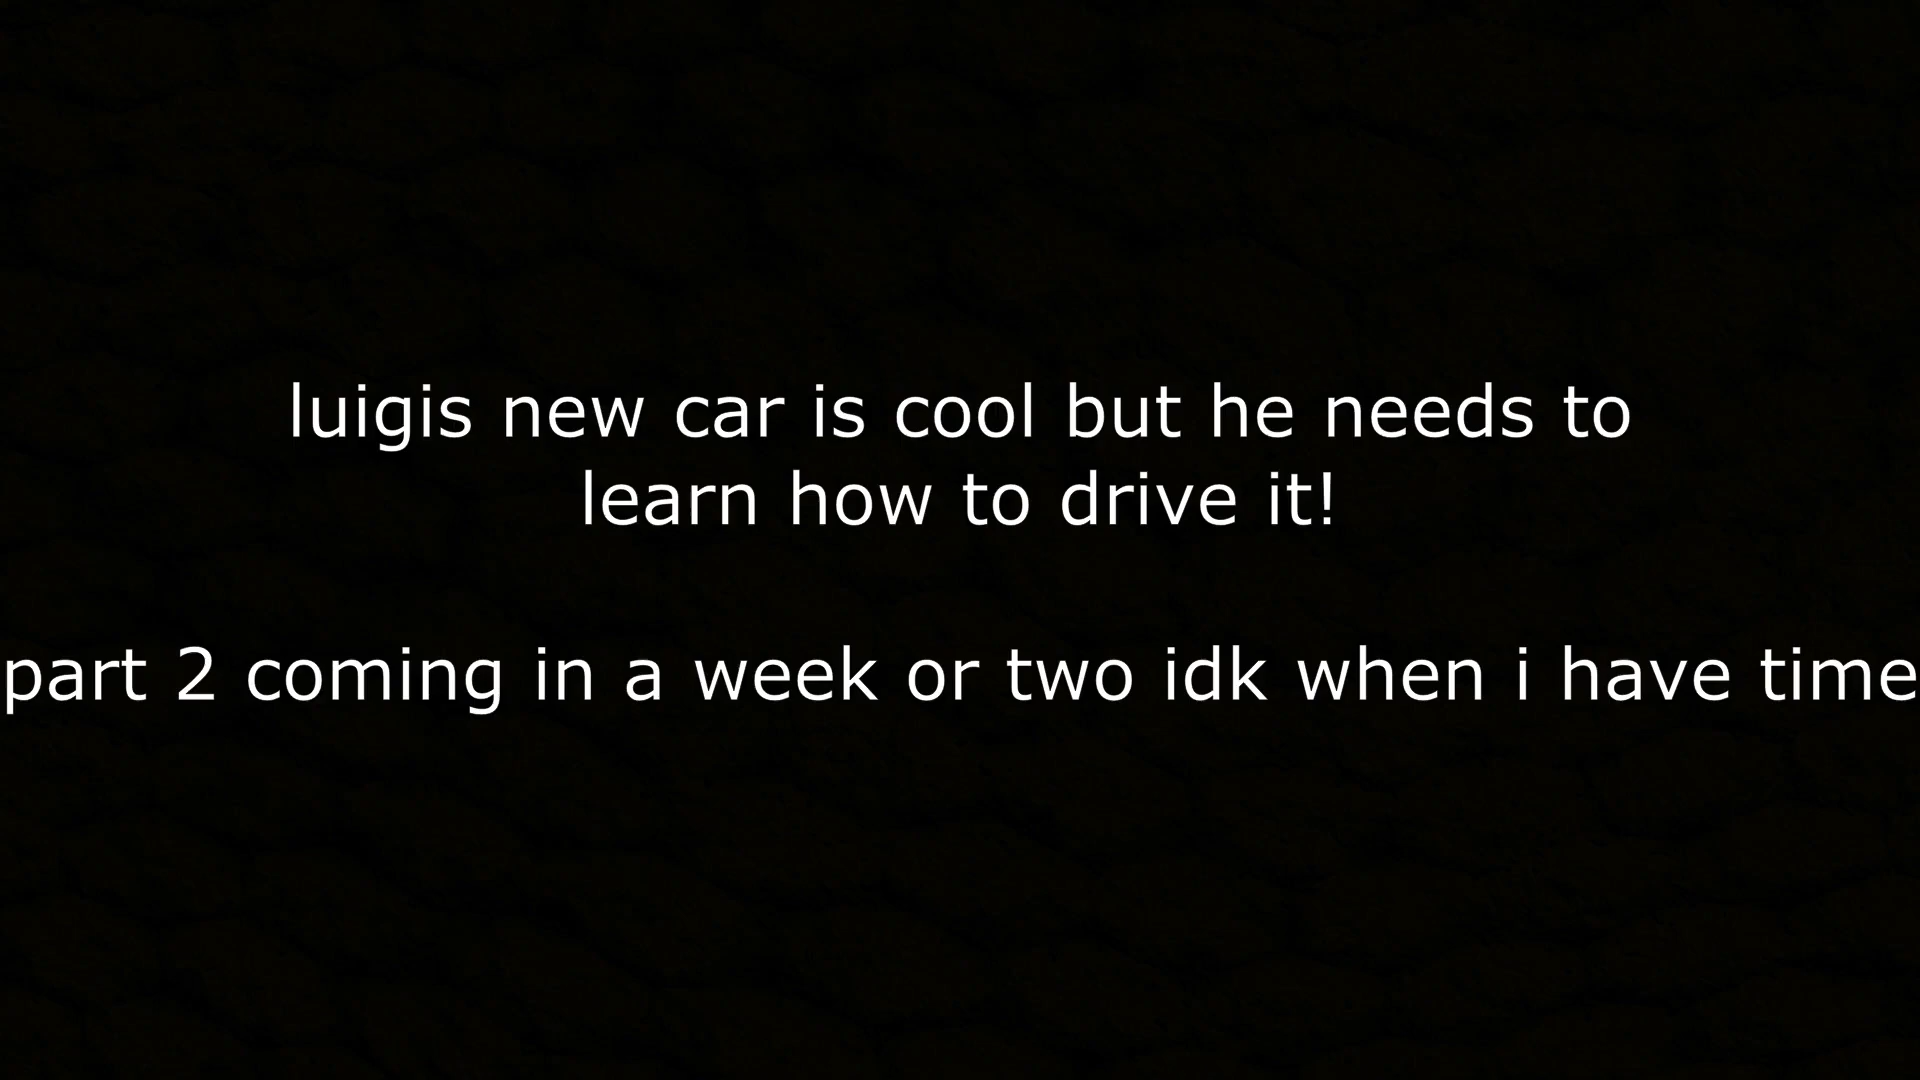 luigis new car is cool but he needs to
learn how to drive it!
part 2 coming in a week or two idk when i have time